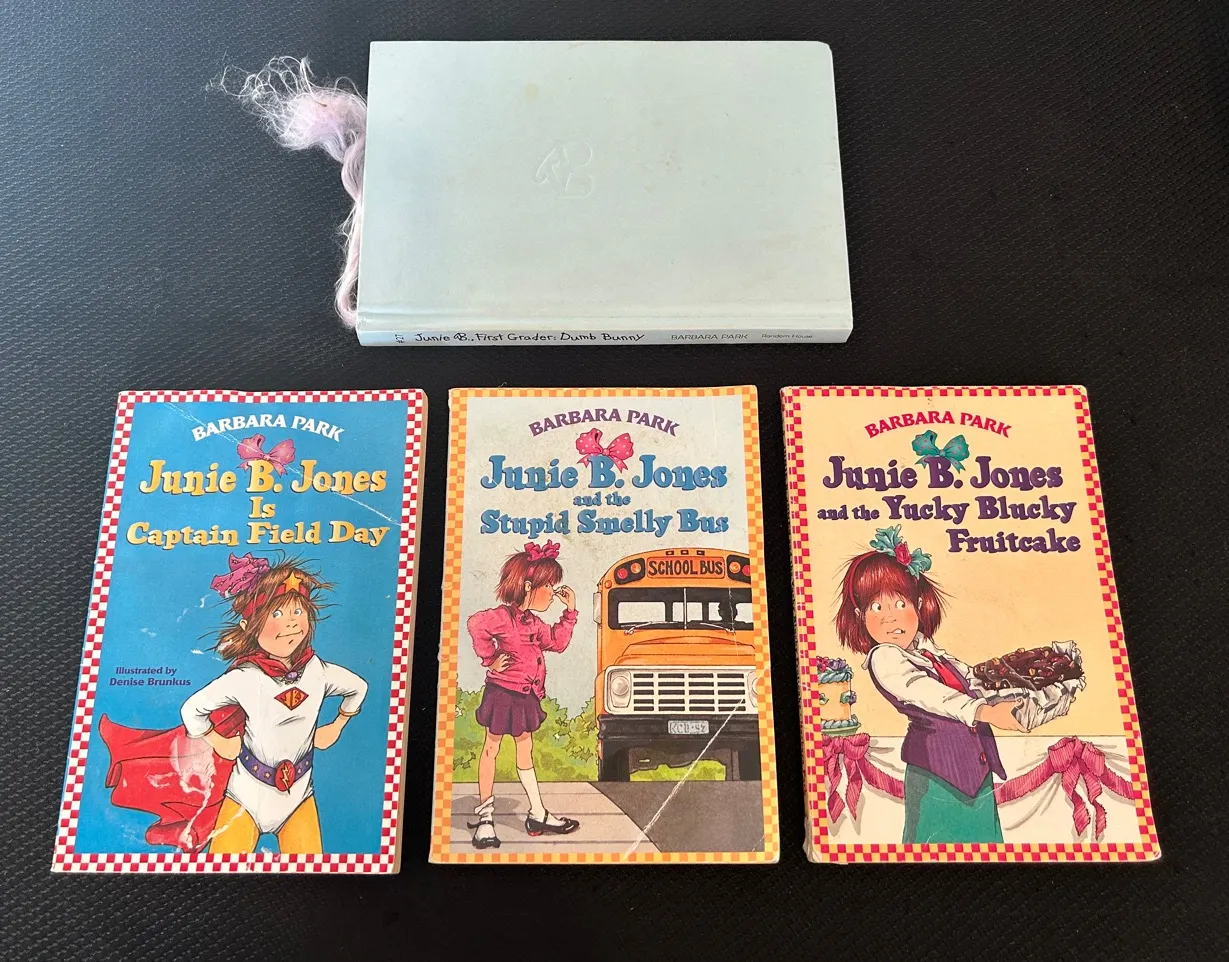 #27 Junie B., First Grader: Dumb Bunny BARBARA PARK Random House
BARBARA PARK
Junie B. Jones
Is
Captain Field Day
Illustrated by
Denise Brunkus
BARBARA PARK
Junie B. Jones
and the
Stupid Smelly Bus
SCHOOL BUS
BARBARA PARK
Junie B. Jones
and the Yucky Blucky
Fruitcake